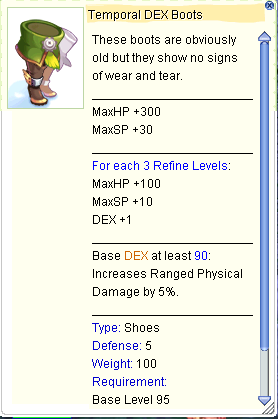 Temporal DEX Boots
These boots are obviously
old but they show no signs
of wear and tear.
MaxHP +300
MaxSP +30
For each 3 Refine Levels:
MaxHP +100
MaxSP +10
DEX +1
Base DEX at least 90:
Increases Ranged Physical
Damage by 5%.
Type: Shoes
Defense: 5
Weight: 100
Requirement:
Base Level 95